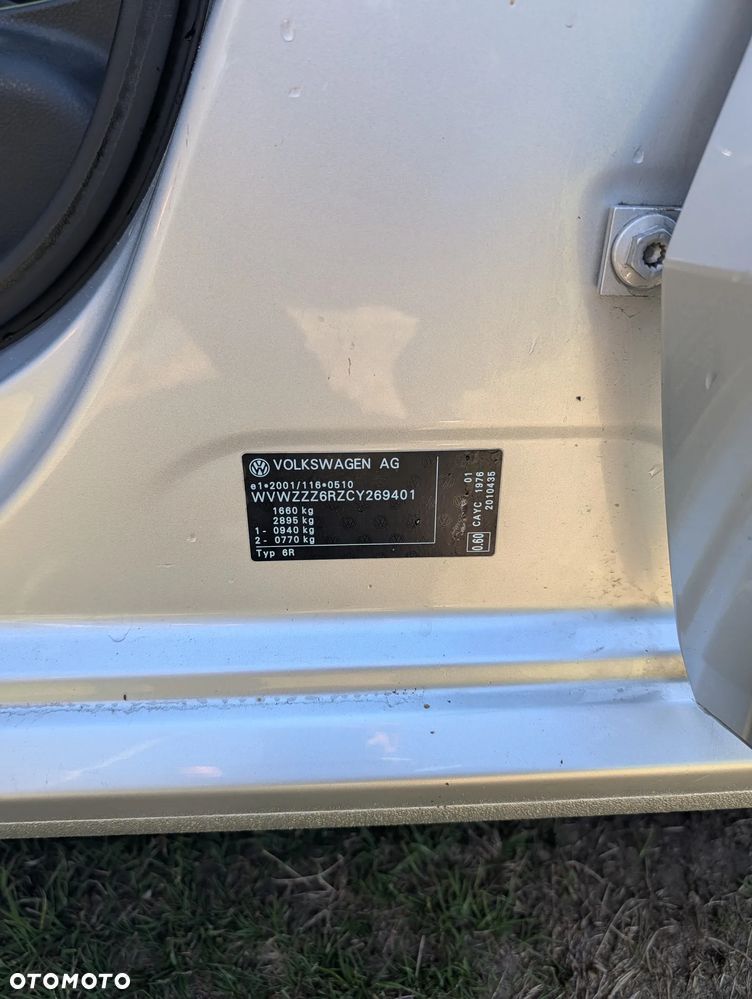 VOLKSWAGEN AG
e1*2001/116*0510
WVWZZZ6RZCY269401
1660 kg
2895 kg
1 - 0940 kg
2 - 0770 kg
Typ 6R
01
0.60 CAYC 1976
2010435
OTOMOTO